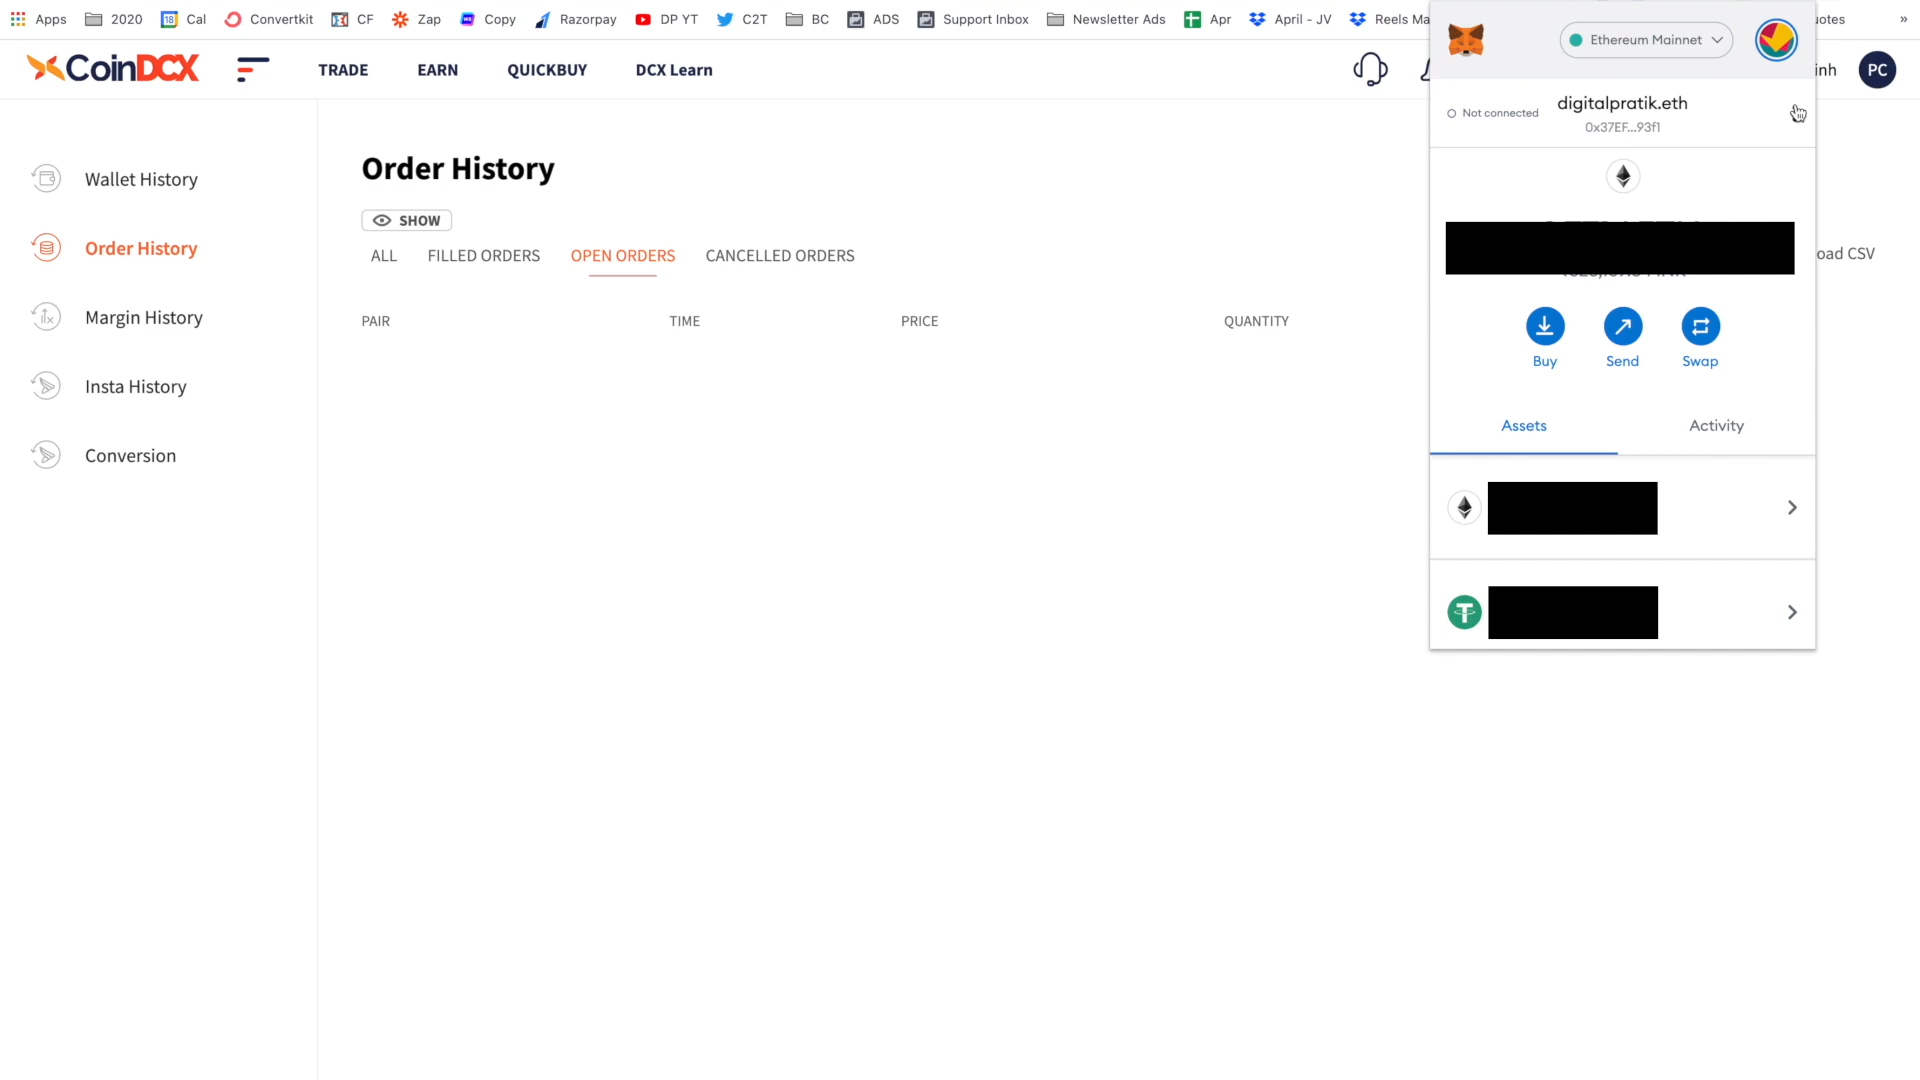 Apps 2020 Cal Convertkit CF Zap Copy Razorpay DP YT C2T BC ADS Support Inbox Newsletter Ads Apr April - JV Reels Ma uotes »
Ethereum Mainnet
CoinDCX TRADE EARN QUICKBUY DCX Learn inh PC
digitalpratik.eth
Not connected
0x37EF...93f1
Wallet History
Order History
Margin History
Insta History
Conversion
Order History
SHOW
ALL FILLED ORDERS OPEN ORDERS CANCELLED ORDERS oad CSV
PAIR TIME PRICE QUANTITY
Buy Send Swap
Assets Activity